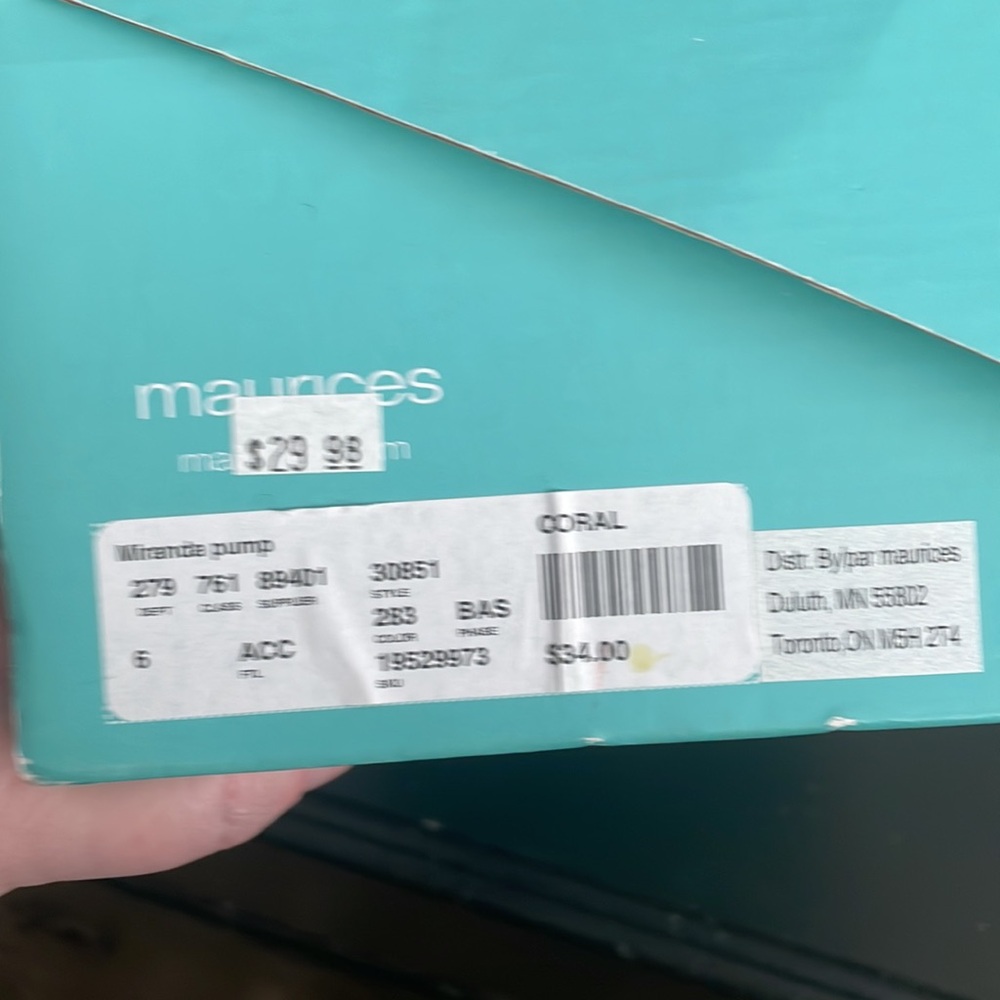 maurices
$29 98
CORAL
Miranda pump
279 761 89401
DEPT CLASS SUPPLIER
30851
STYLE
283 BAS
COLOR PHASE
6 ACC
19529973
SKU
$34.00
Distr. By/par maurices
Duluth, MN 55802
Toronto, ON M5H 2T4